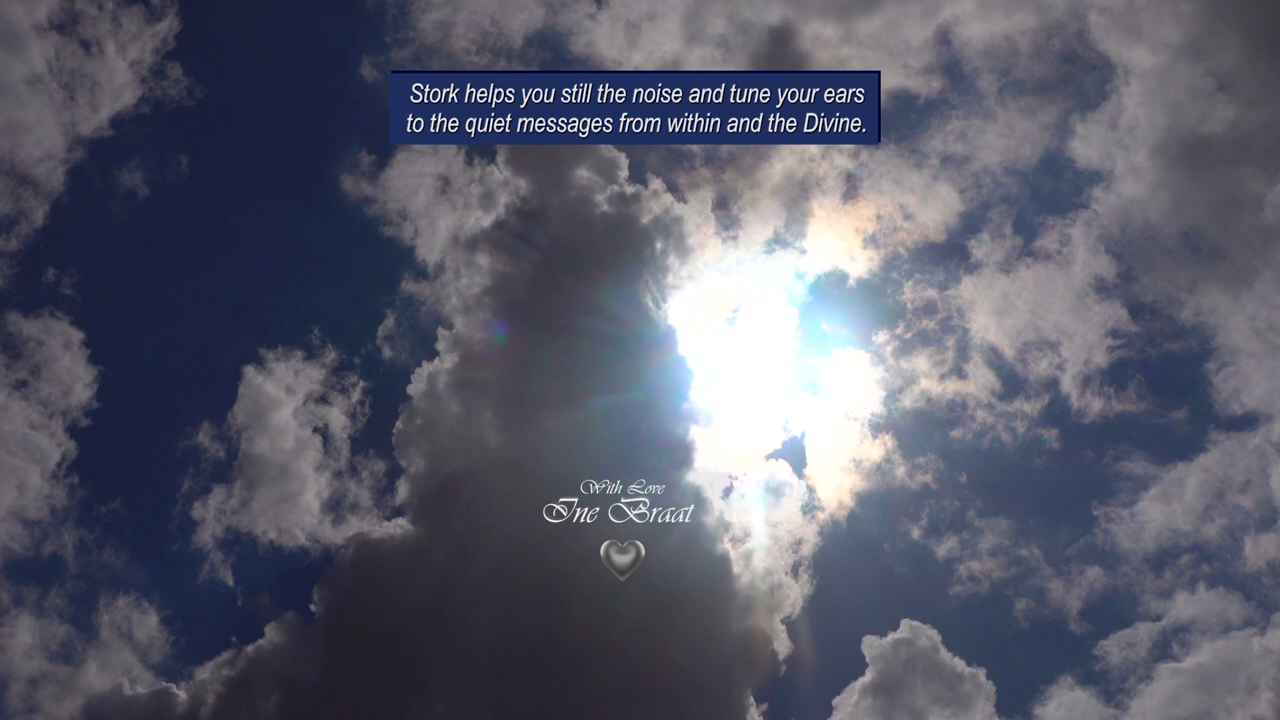 Stork helps you still the noise and tune your ears
to the quiet messages from within and the Divine.
With Love
Ine Braat